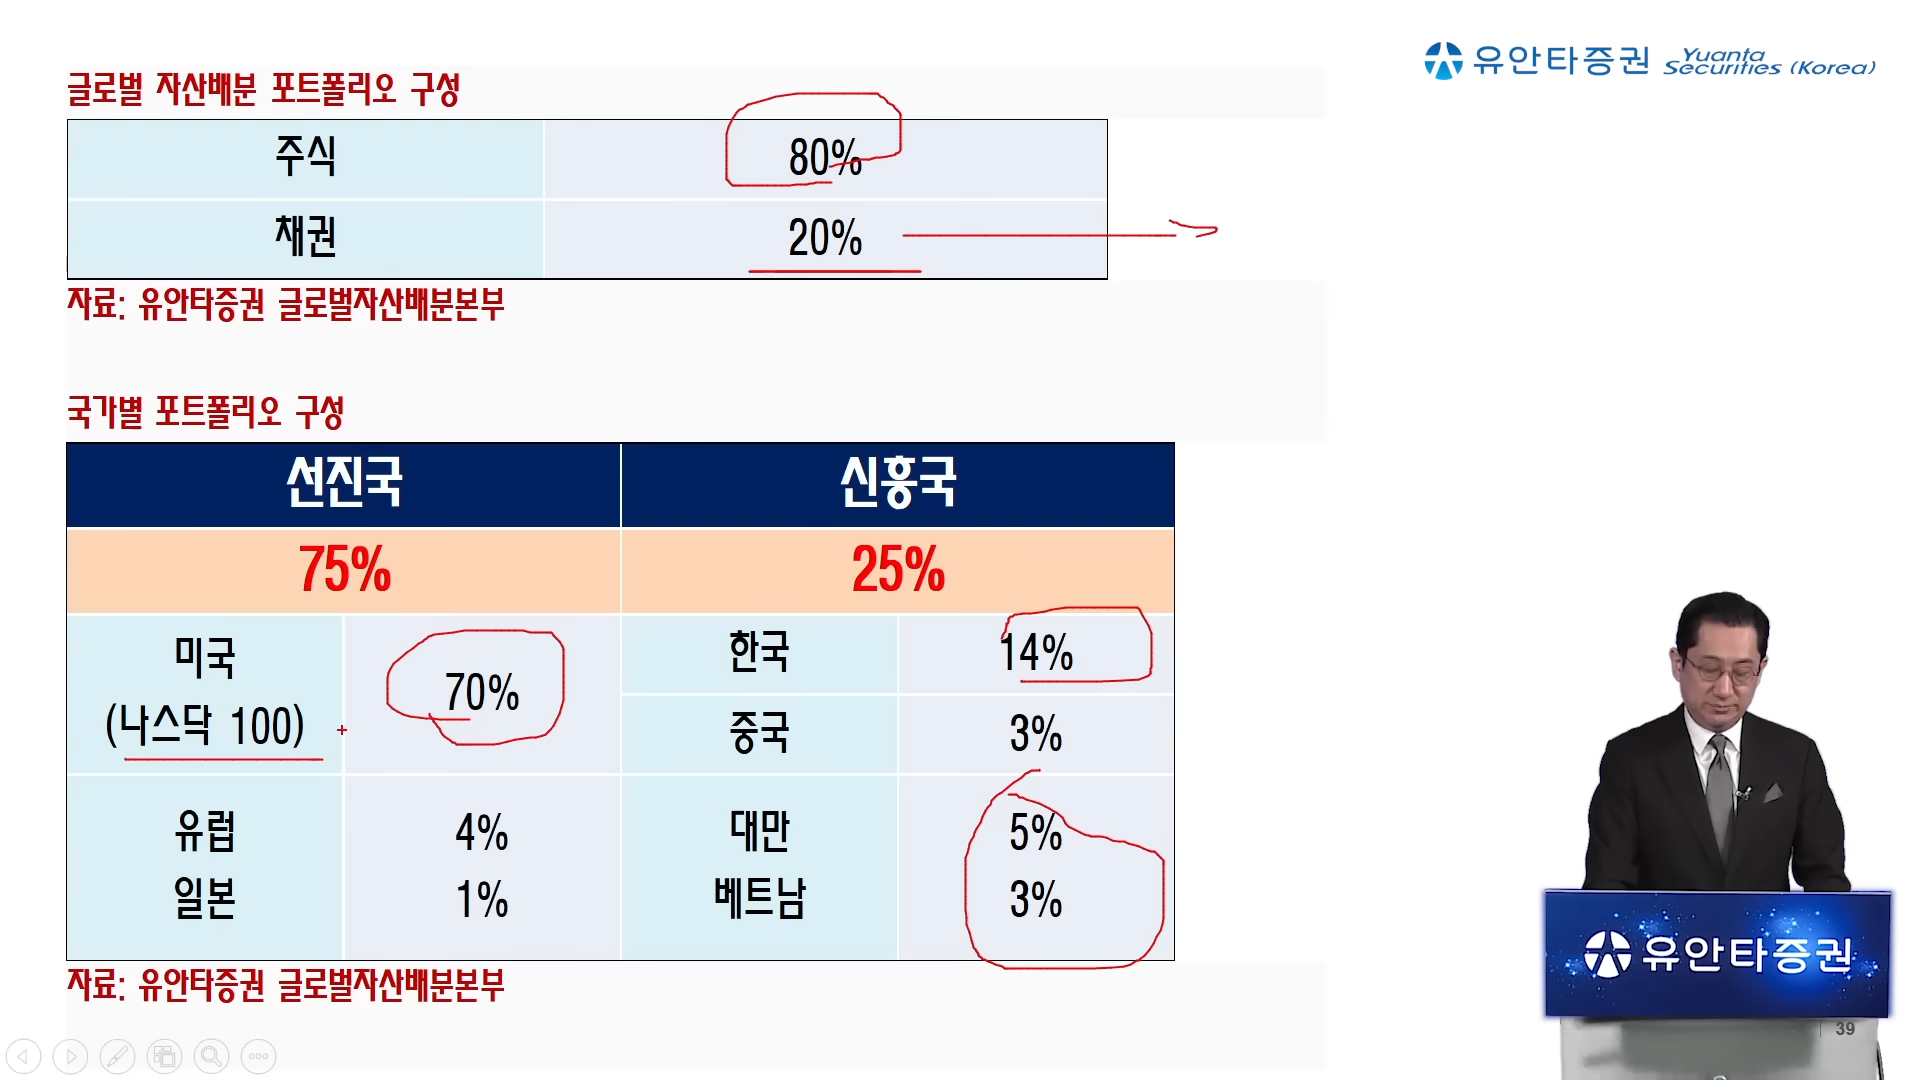 유안타증권 Yuanta Securities (Korea)
글로벌 자산배분 포트폴리오 구성
주식 80%
채권 20%
자료: 유안타증권 글로벌자산배분본부
국가별 포트폴리오 구성
선진국 신흥국
75% 25%
미국 (나스닥 100) 70% 한국 14%
중국 3%
유럽 4% 대만 5%
일본 1% 베트남 3%
자료: 유안타증권 글로벌자산배분본부
유안타증권
39